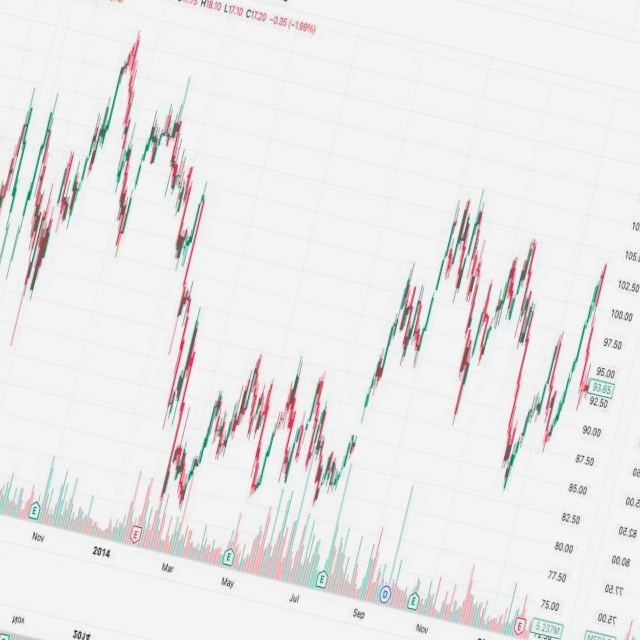 H18.10 L17.10 C17.20 −0.35 (−1.99%)
105.
102.50
100.00
97.50
95.00
93.65
92.50
90.00
87.50
85.00
82.50
80.00
77.50
75.00
5.237M
E
E
E
E
D
E
E
Nov
2014
Mar
May
Jul
Sep
Nov